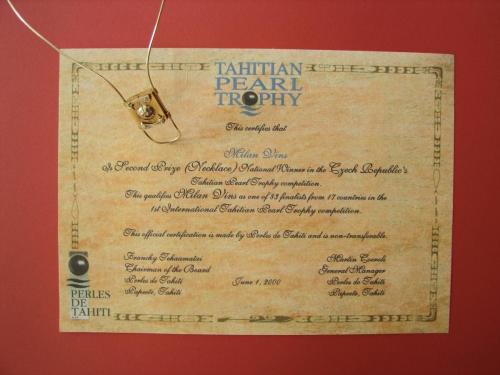 TAHITIAN
PEARL
TROPHY
This certifies that
Milan Vins
is Second Prize (Necklace) National Winner in the Czech Republic's
Tahitian Pearl Trophy competition.
This qualifies Milan Vins as one of 33 finalists from 17 countries in the
1st International Tahitian Pearl Trophy competition.
This official certification is made by Perles de Tahiti and is non-transferable.
Franchy Tehaamatai
Chairman of the Board
Perles de Tahiti
Papeete, Tahiti
June 1, 2000
Martin Coeroli
General Manager
Perles de Tahiti
Papeete, Tahiti
PERLES
DE
TAHITI